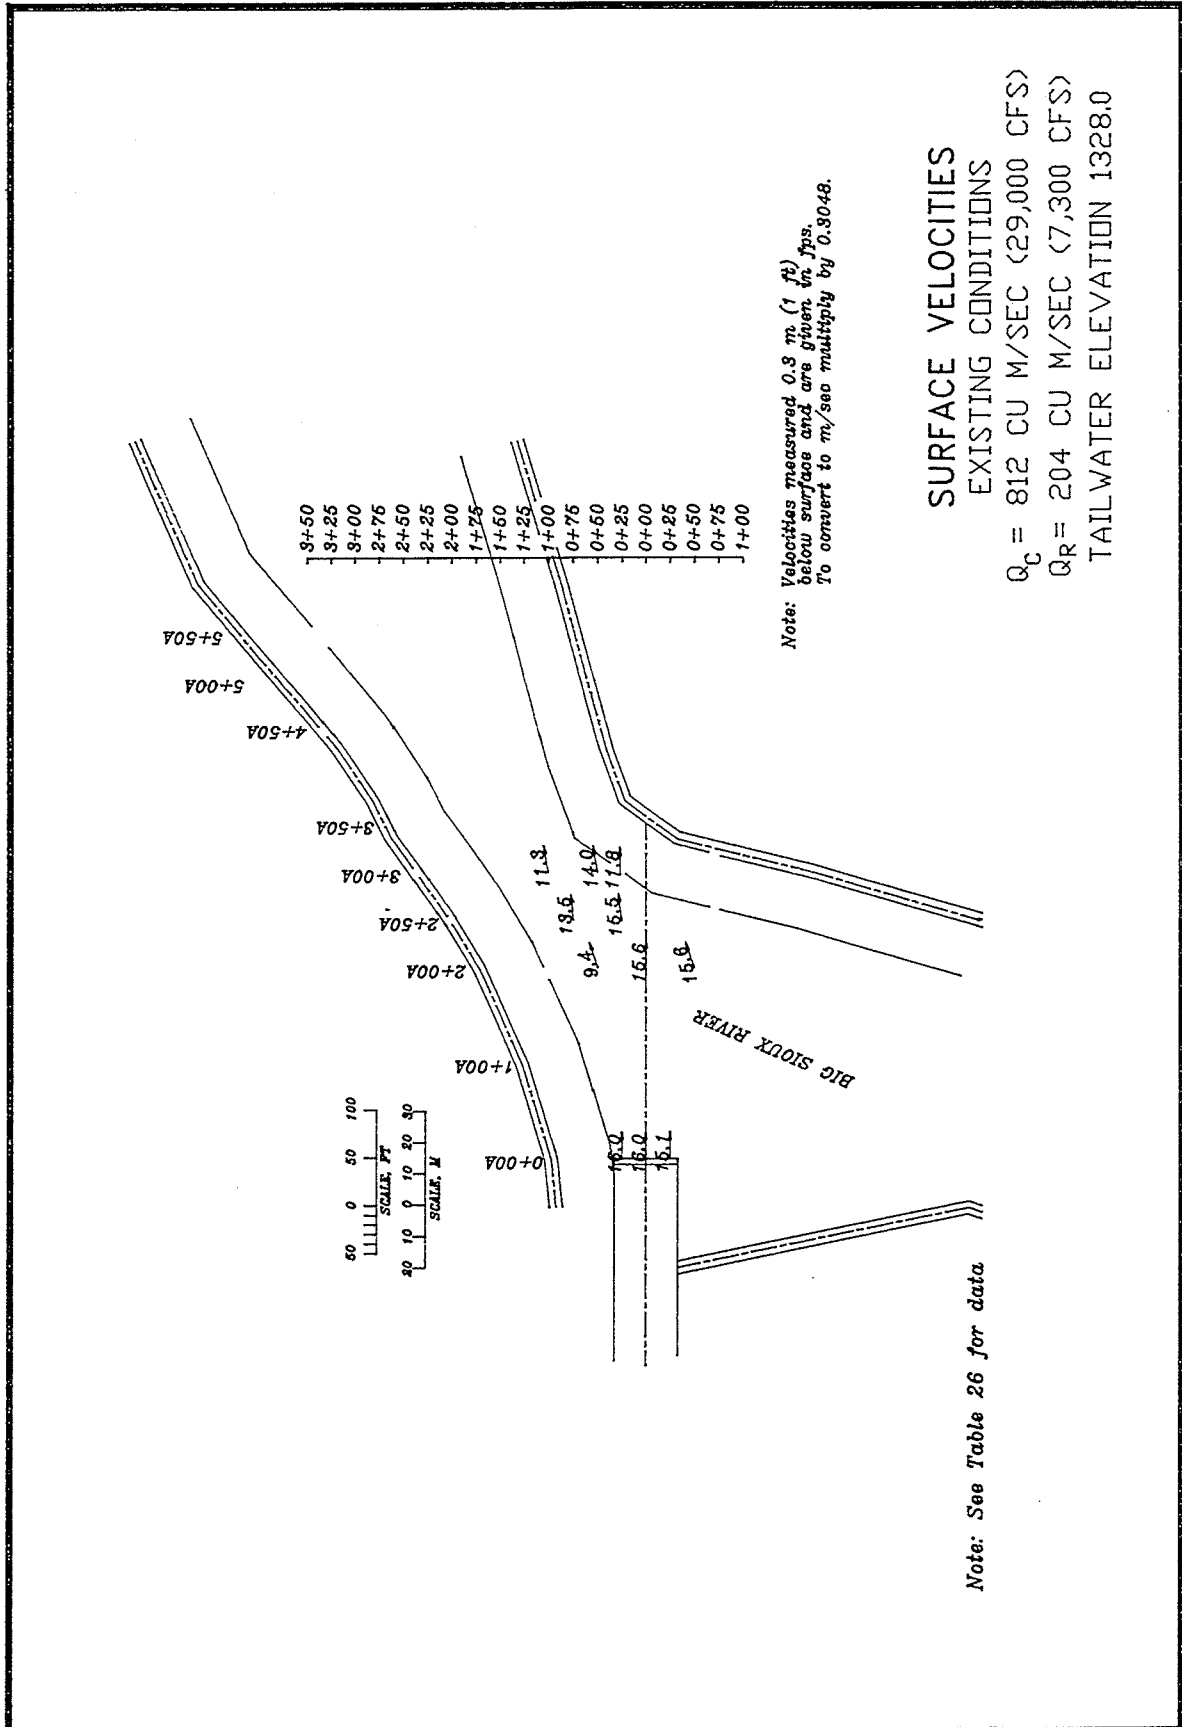 5+50A
5+00A
4+50A
3+50A
3+00A
2+50A
2+00A
1+00A
0+00A
3+50
3+25
3+00
2+75
2+50
2+25
2+00
1+75
1+50
1+25
1+00
0+75
0+50
0+25
0+00
0+25
0+50
0+75
1+00
50 0 50 100
SCALE, FT
20 10 0 10 20 30
SCALE, M
11.3
14.0
11.8
13.5
15.5
9.4
15.6
15.6
16.0
16.0
15.1
BIG SIOUX RIVER
Note: Velocities measured 0.3 m (1 ft)
below surface and are given in fps.
To convert to m/sec multiply by 0.3048.
SURFACE VELOCITIES
EXISTING CONDITIONS
QC = 812 CU M/SEC (29,000 CFS)
QR = 204 CU M/SEC (7,300 CFS)
TAILWATER ELEVATION 1328.0
Note: See Table 26 for data